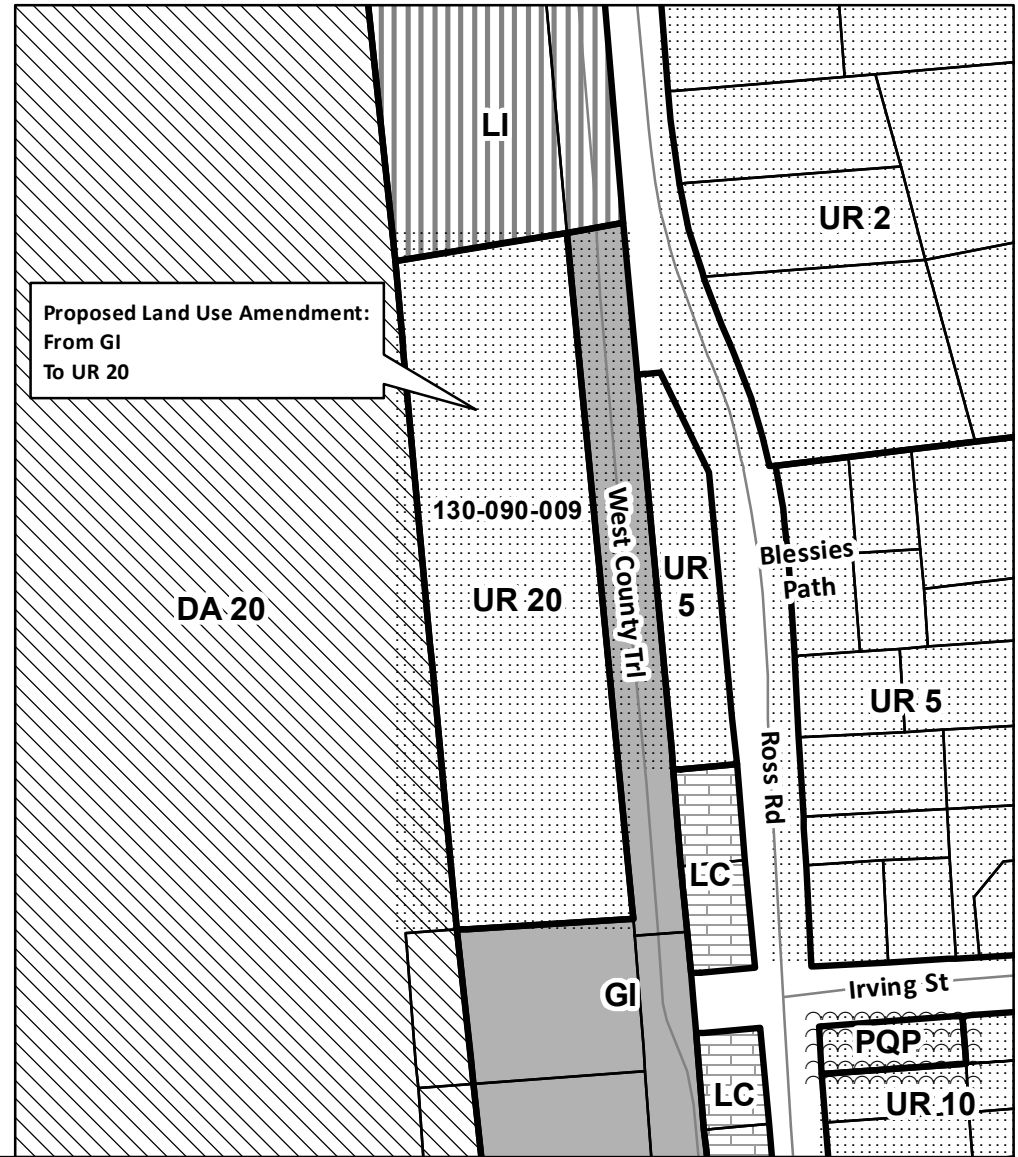 LI
UR 2
Proposed Land Use Amendment:
From GI
To UR 20
130-090-009
West County Trl
UR
5
Blessies
Path
DA 20
UR 20
UR 5
Ross Rd
LC
GI
Irving St
PQP
LC
UR 10